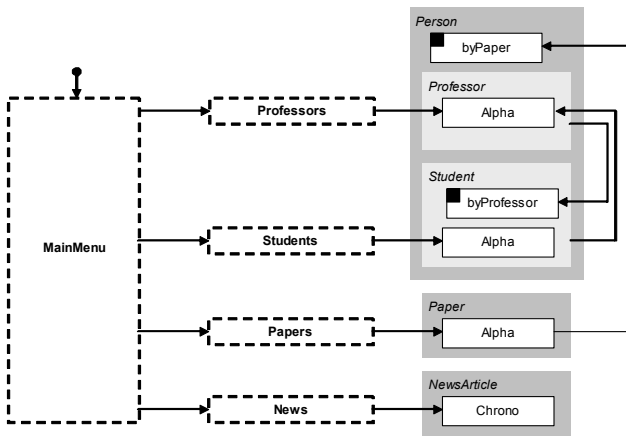 Person
byPaper
Professor
Professors
Alpha
Student
byProfessor
MainMenu
Students
Alpha
Paper
Papers
Alpha
NewsArticle
News
Chrono